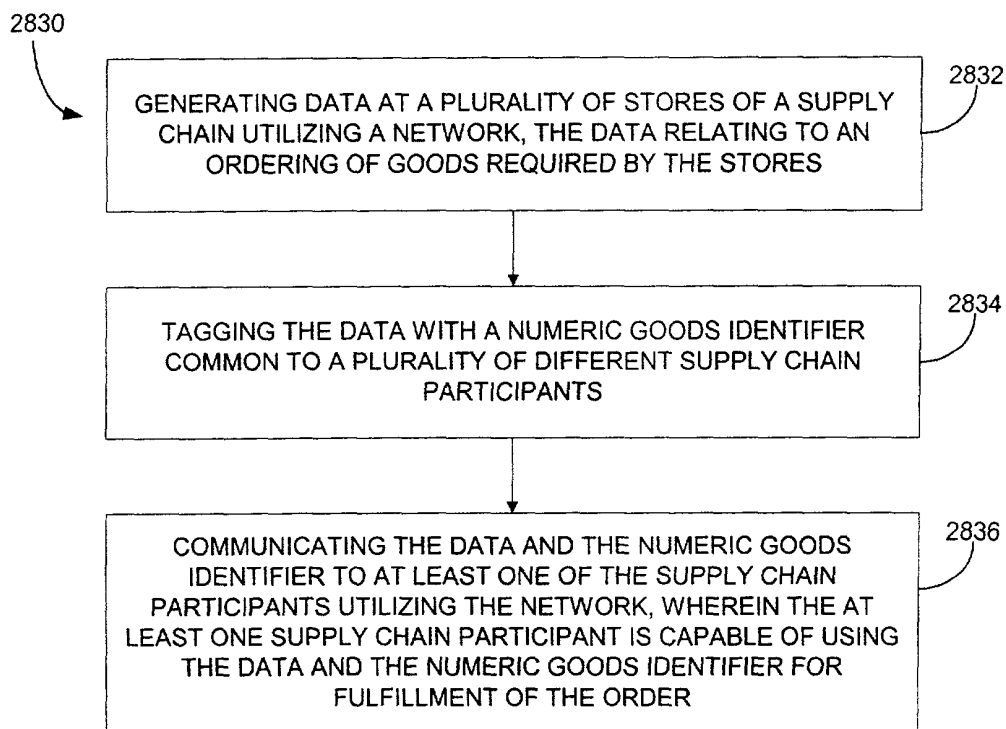 2830
2832
GENERATING DATA AT A PLURALITY OF STORES OF A SUPPLY
CHAIN UTILIZING A NETWORK, THE DATA RELATING TO AN
ORDERING OF GOODS REQUIRED BY THE STORES
2834
TAGGING THE DATA WITH A NUMERIC GOODS IDENTIFIER
COMMON TO A PLURALITY OF DIFFERENT SUPPLY CHAIN
PARTICIPANTS
2836
COMMUNICATING THE DATA AND THE NUMERIC GOODS
IDENTIFIER TO AT LEAST ONE OF THE SUPPLY CHAIN
PARTICIPANTS UTILIZING THE NETWORK, WHEREIN THE AT
LEAST ONE SUPPLY CHAIN PARTICIPANT IS CAPABLE OF USING
THE DATA AND THE NUMERIC GOODS IDENTIFIER FOR
FULFILLMENT OF THE ORDER